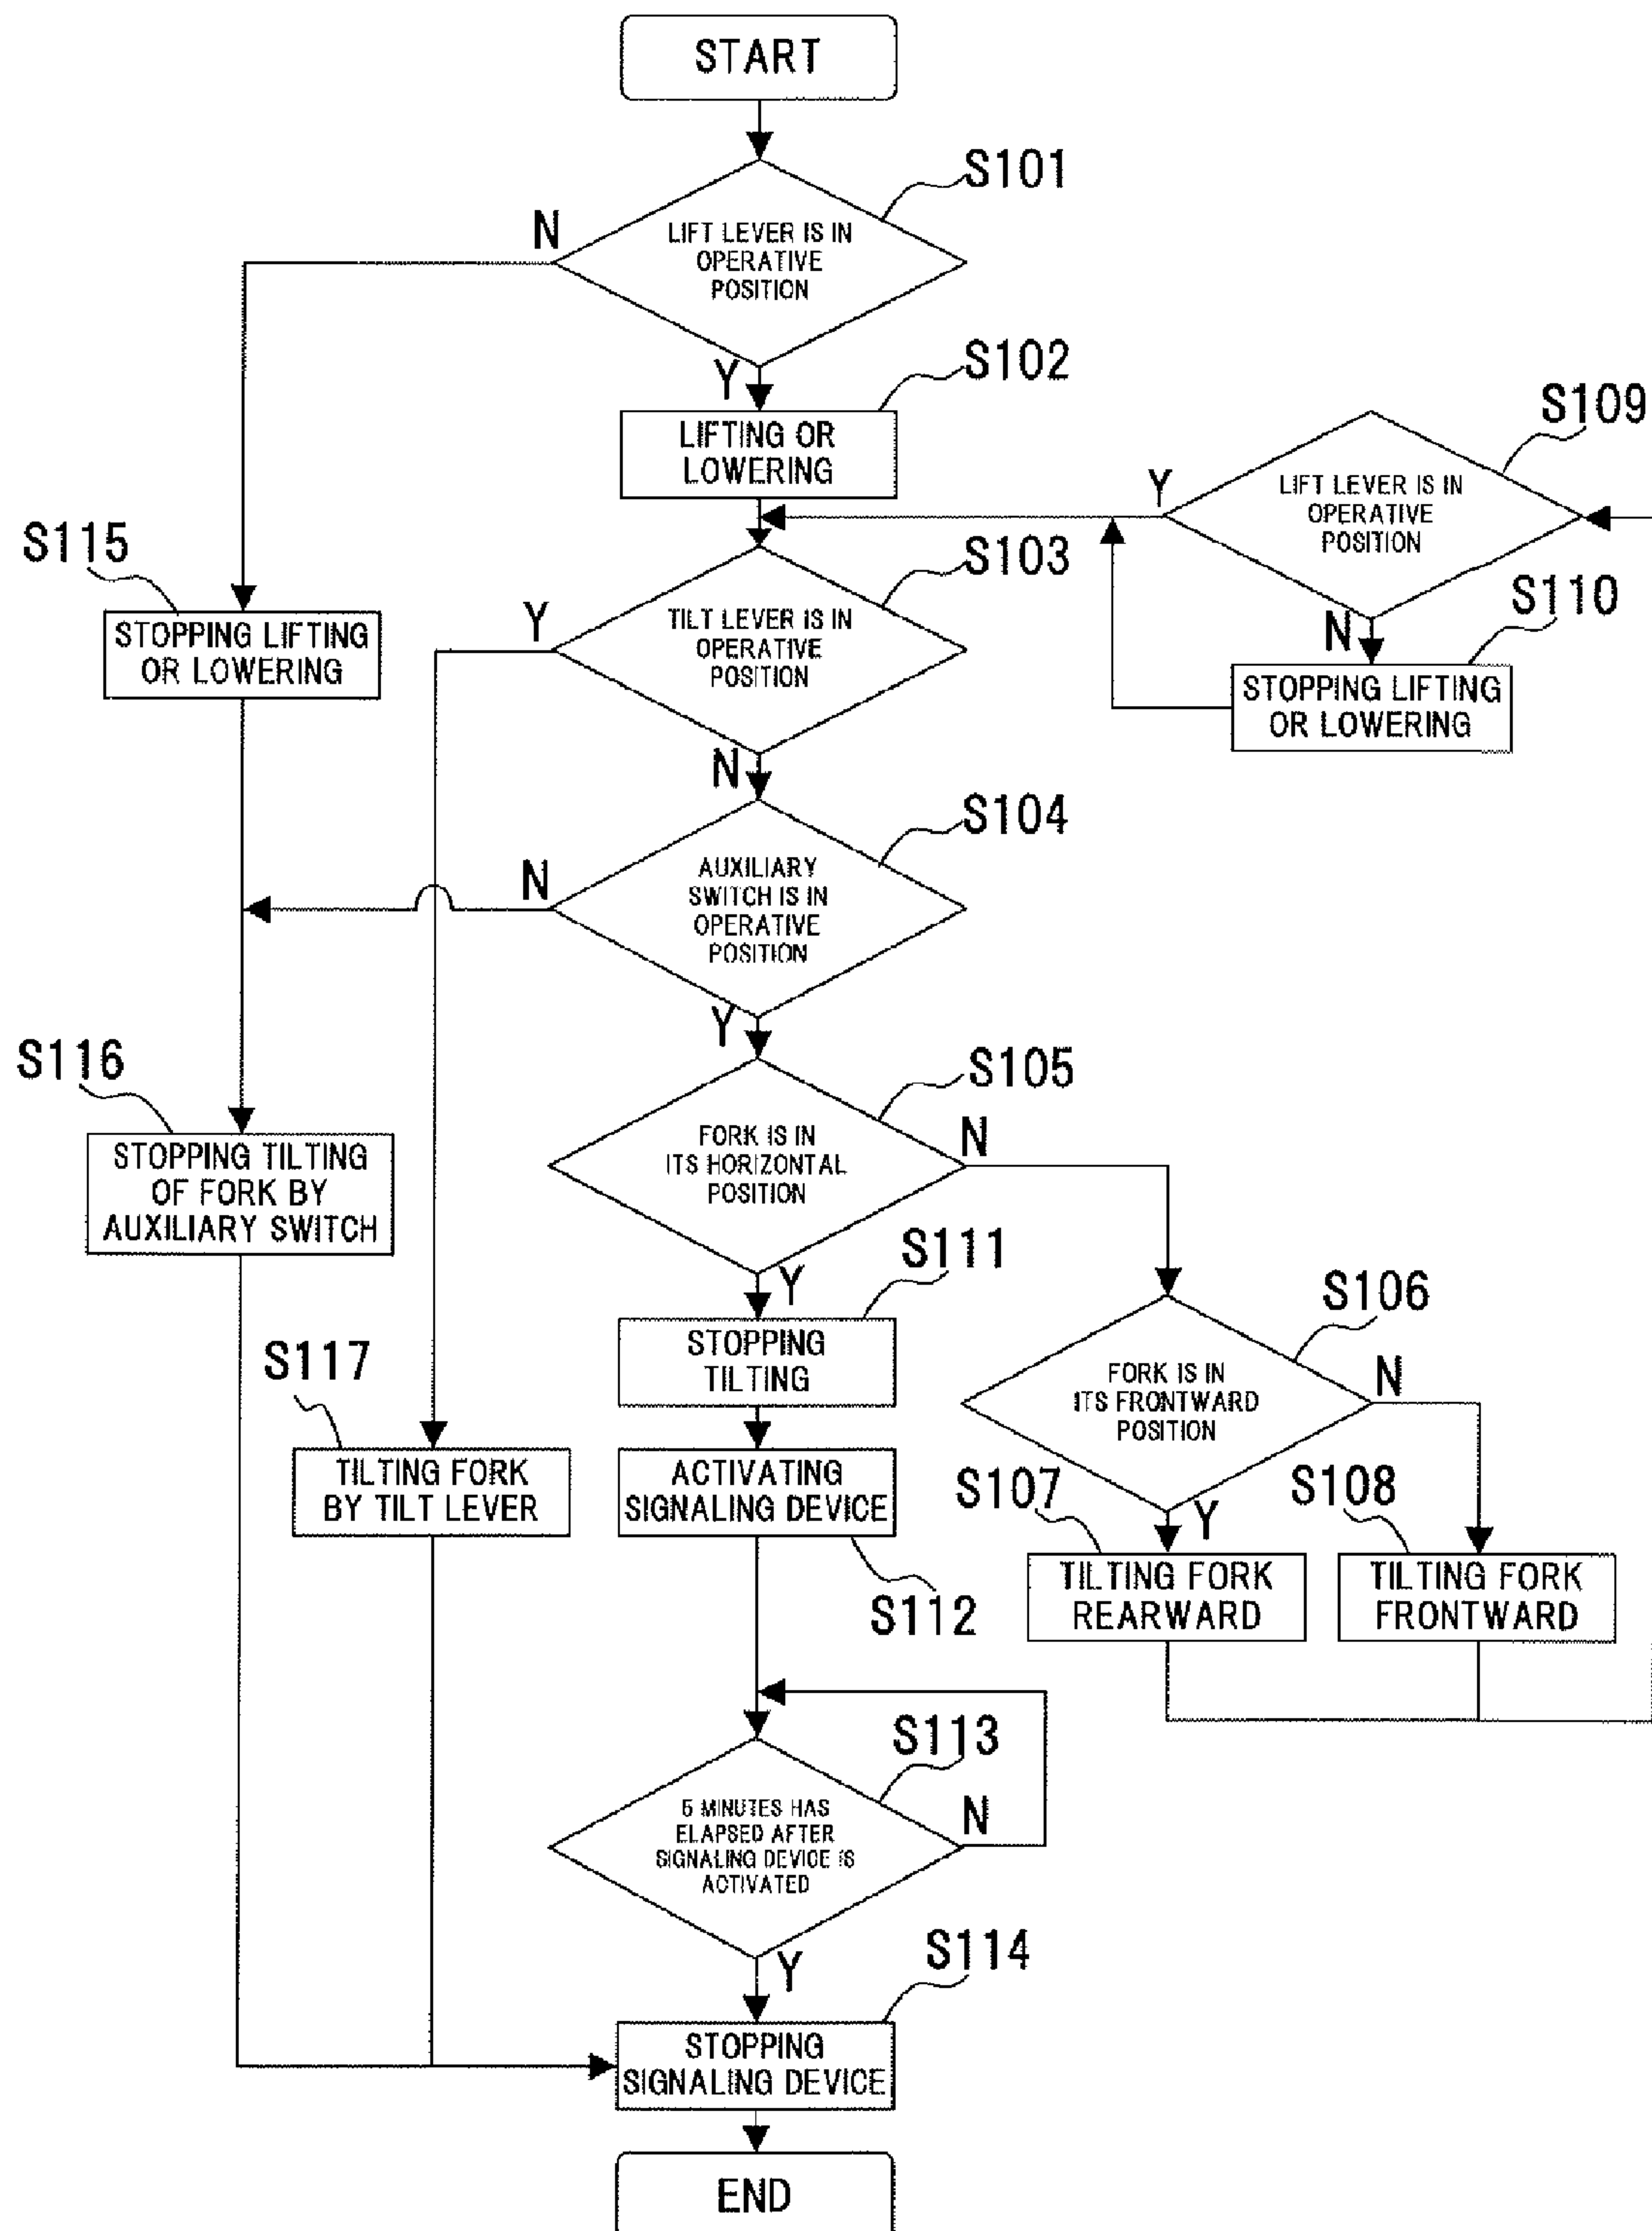 START
S101
N
LIFT LEVER IS IN
OPERATIVE
POSITION
Y
S102
LIFTING OR
LOWERING
S109
Y
LIFT LEVER IS IN
OPERATIVE
POSITION
N
S110
STOPPING LIFTING
OR LOWERING
S115
STOPPING LIFTING
OR LOWERING
S103
Y
TILT LEVER IS IN
OPERATIVE
POSITION
N
S104
N
AUXILIARY
SWITCH IS IN
OPERATIVE
POSITION
Y
S116
STOPPING TILTING
OF FORK BY
AUXILIARY SWITCH
S105
N
FORK IS IN
ITS HORIZONTAL
POSITION
Y
S111
STOPPING
TILTING
S106
N
FORK IS IN
ITS FRONTWARD
POSITION
Y
S117
TILTING FORK
BY TILT LEVER
ACTIVATING
SIGNALING DEVICE
S112
S107
TILTING FORK
REARWARD
S108
TILTING FORK
FRONTWARD
S113
N
5 MINUTES HAS
ELAPSED AFTER
SIGNALING DEVICE IS
ACTIVATED
Y
S114
STOPPING
SIGNALING DEVICE
END